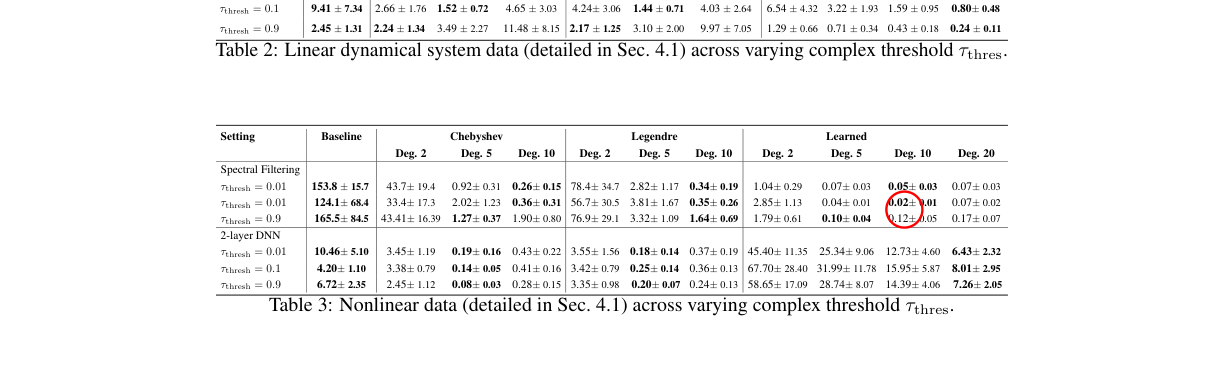 τthresh = 0.1 9.41 ± 7.34 2.66 ± 1.76 1.52 ± 0.72 4.65 ± 3.03 4.24± 3.06 1.44 ± 0.71 4.03 ± 2.64 6.54 ± 4.32 3.22 ± 1.93 1.59 ± 0.95 0.80± 0.48
τthresh = 0.9 2.45 ± 1.31 2.24 ± 1.34 3.49 ± 2.27 11.48 ± 8.15 2.17 ± 1.25 3.10 ± 2.00 9.97 ± 7.05 1.29 ± 0.66 0.71 ± 0.34 0.43 ± 0.18 0.24 ± 0.11
Table 2: Linear dynamical system data (detailed in Sec. 4.1) across varying complex threshold τthres.
Setting Baseline Chebyshev Legendre Learned
Deg. 2 Deg. 5 Deg. 10 Deg. 2 Deg. 5 Deg. 10 Deg. 2 Deg. 5 Deg. 10 Deg. 20
Spectral Filtering
τthresh = 0.01 153.8 ± 15.7 43.7± 19.4 0.92± 0.31 0.26± 0.15 78.4± 34.7 2.82± 1.17 0.34± 0.19 1.04± 0.29 0.07± 0.03 0.05± 0.03 0.07± 0.03
τthresh = 0.01 124.1± 68.4 33.4± 17.3 2.02± 1.23 0.36± 0.31 56.7± 30.5 3.81± 1.67 0.35± 0.26 2.85± 1.13 0.04± 0.01 0.02± 0.01 0.07± 0.02
τthresh = 0.9 165.5± 84.5 43.41± 16.39 1.27± 0.37 1.90± 0.80 76.9± 29.1 3.32± 1.09 1.64± 0.69 1.79± 0.61 0.10± 0.04 0.12± 0.05 0.17± 0.07
2-layer DNN
τthresh = 0.01 10.46± 5.10 3.45± 1.19 0.19± 0.16 0.43± 0.22 3.55± 1.56 0.18± 0.14 0.37± 0.19 45.40± 11.35 25.34± 9.06 12.73± 4.60 6.43± 2.32
τthresh = 0.1 4.20± 1.10 3.38± 0.79 0.14± 0.05 0.41± 0.16 3.42± 0.79 0.25± 0.14 0.36± 0.13 67.70± 28.40 31.99± 11.78 15.95± 5.87 8.01± 2.95
τthresh = 0.9 6.72± 2.35 2.45± 1.12 0.08± 0.03 0.28± 0.15 3.35± 0.98 0.20± 0.07 0.24± 0.13 58.65± 17.09 28.74± 8.07 14.39± 4.06 7.26± 2.05
Table 3: Nonlinear data (detailed in Sec. 4.1) across varying complex threshold τthres.